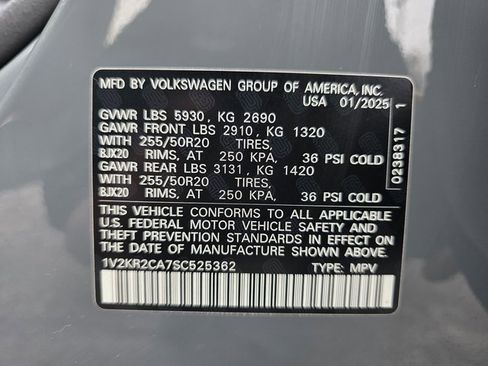 MFD BY VOLKSWAGEN GROUP OF AMERICA, INC.
USA 01/2025
GVWR LBS 5930, KG 2690
GAWR FRONT LBS 2910, KG 1320
WITH 255/50R20 TIRES,
8JX20 RIMS, AT 250 KPA, 36 PSI COLD
GAWR REAR LBS 3131, KG 1420
WITH 255/50R20 TIRES,
8JX20 RIMS, AT 250 KPA, 36 PSI COLD
THIS VEHICLE CONFORMS TO ALL APPLICABLE
U.S. FEDERAL MOTOR VEHICLE SAFETY
STANDARDS IN EFFECT ON THE
DATE OF MANUFACTURE SHOWN ABOVE.
1V2KR2CA7SC525362 TYPE: MPV
0238317 1